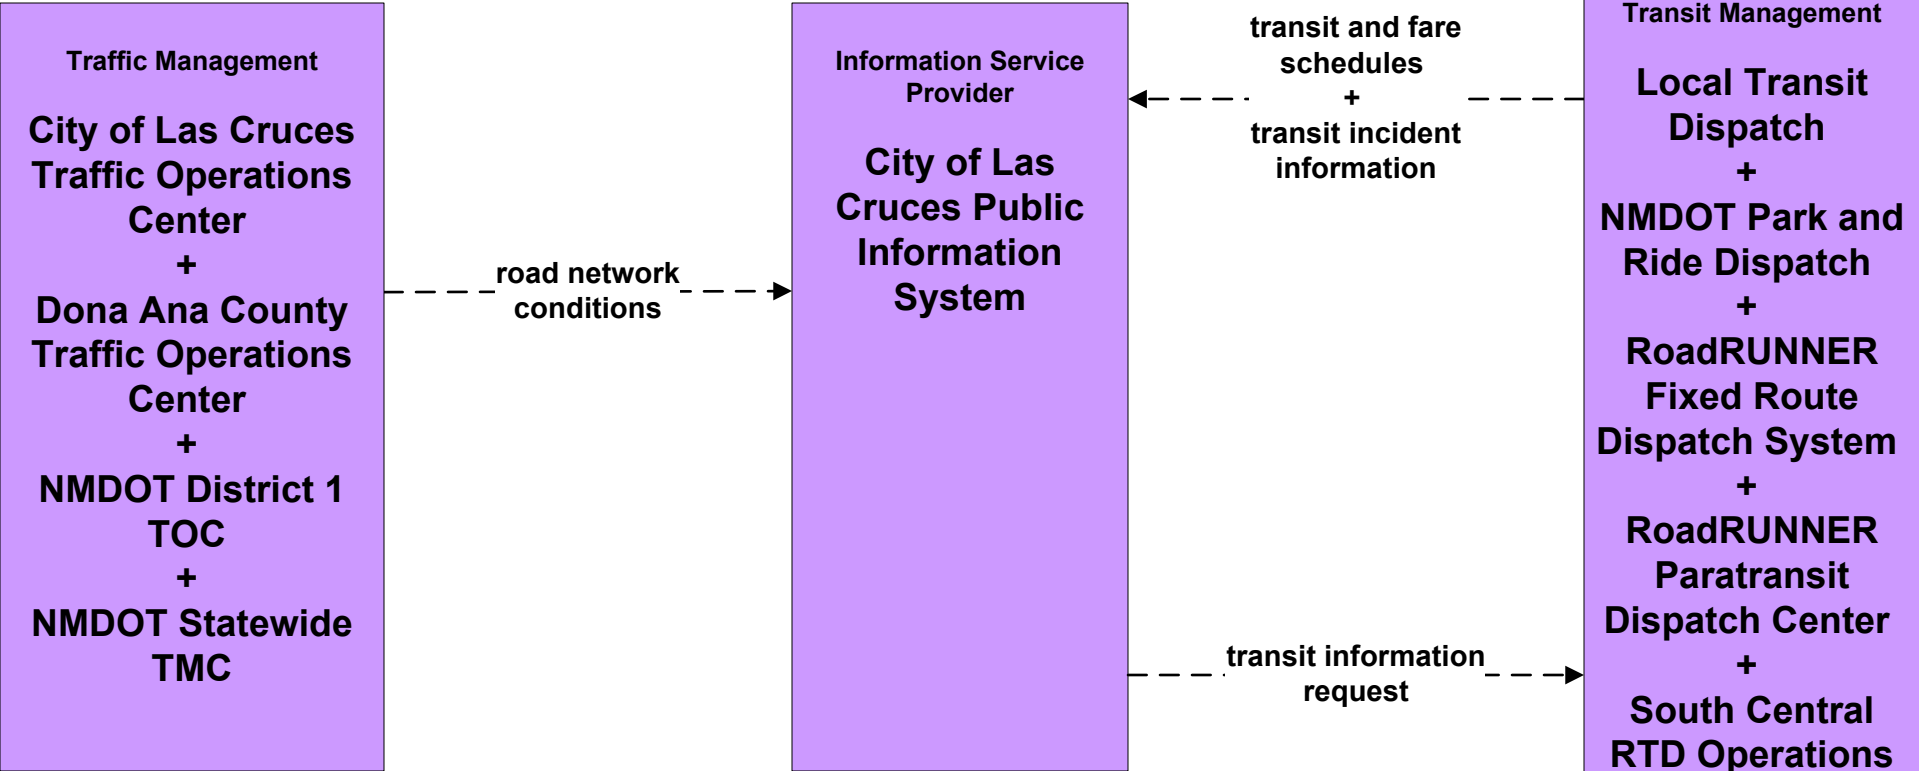 Traffic Management
City of Las Cruces
Traffic Operations
Center
+
Dona Ana County
Traffic Operations
Center
+
NMDOT District 1
TOC
+
NMDOT Statewide
TMC
road network
conditions
Information Service
Provider
City of Las
Cruces Public
Information
System
transit and fare
schedules
+
transit incident
information
transit information
request
Transit Management
Local Transit
Dispatch
+
NMDOT Park and
Ride Dispatch
+
RoadRUNNER
Fixed Route
Dispatch System
+
RoadRUNNER
Paratransit
Dispatch Center
+
South Central
RTD Operations